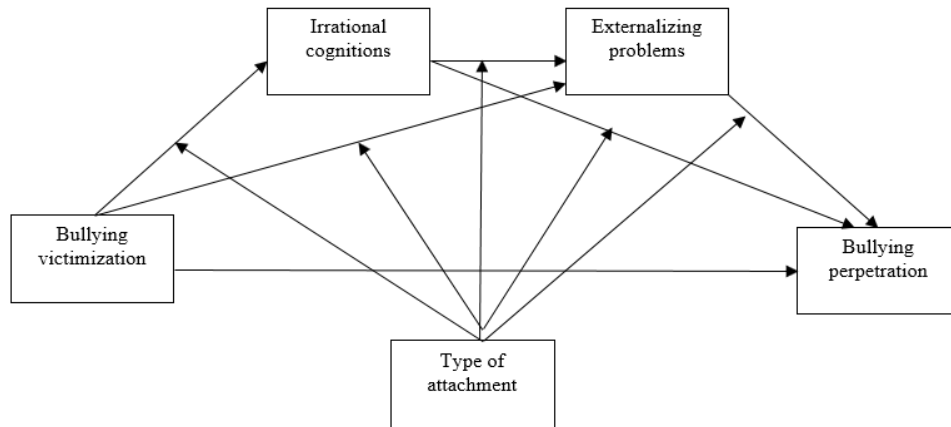 Irrational
cognitions
Externalizing
problems
Bullying
victimization
Bullying
perpetration
Type of
attachment